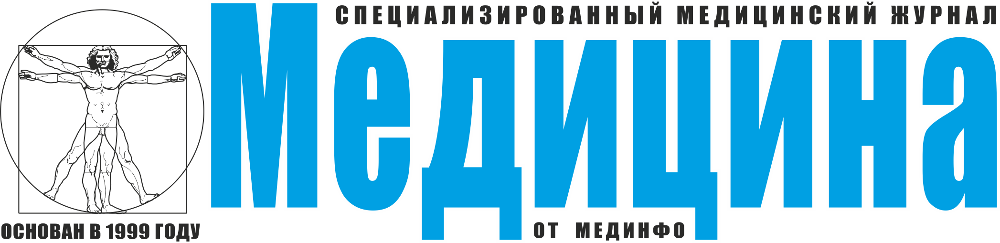 СПЕЦИАЛИЗИРОВАННЫЙ МЕДИЦИНСКИЙ ЖУРНАЛ
Медицина
ОТ МЕДИНФО
ОСНОВАН В 1999 ГОДУ